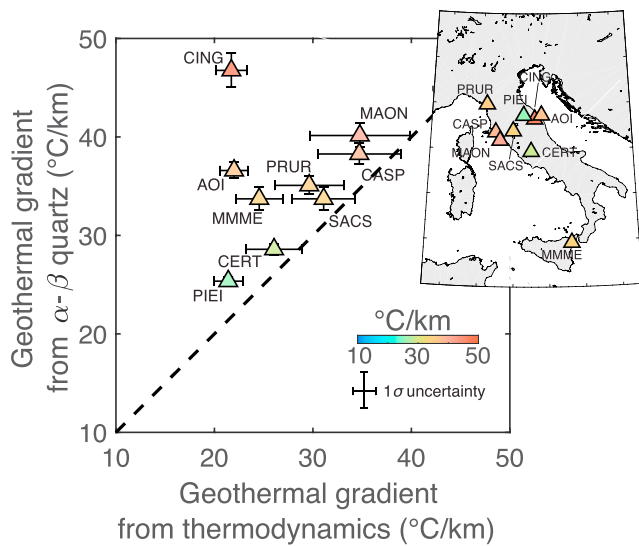 Geothermal gradient
from α-β quartz (°C/km)
50
40
30
20
10
CING
MAON
CASP
PRUR
AOI
MMME
SACS
CERT
PIEI
°C/km
10 30 50
1σ uncertainty
10 20 30 40 50
Geothermal gradient
from thermodynamics (°C/km)
CING
PRUR
PIEI
AOI
CASP
MAON
SACS
CERT
MMME